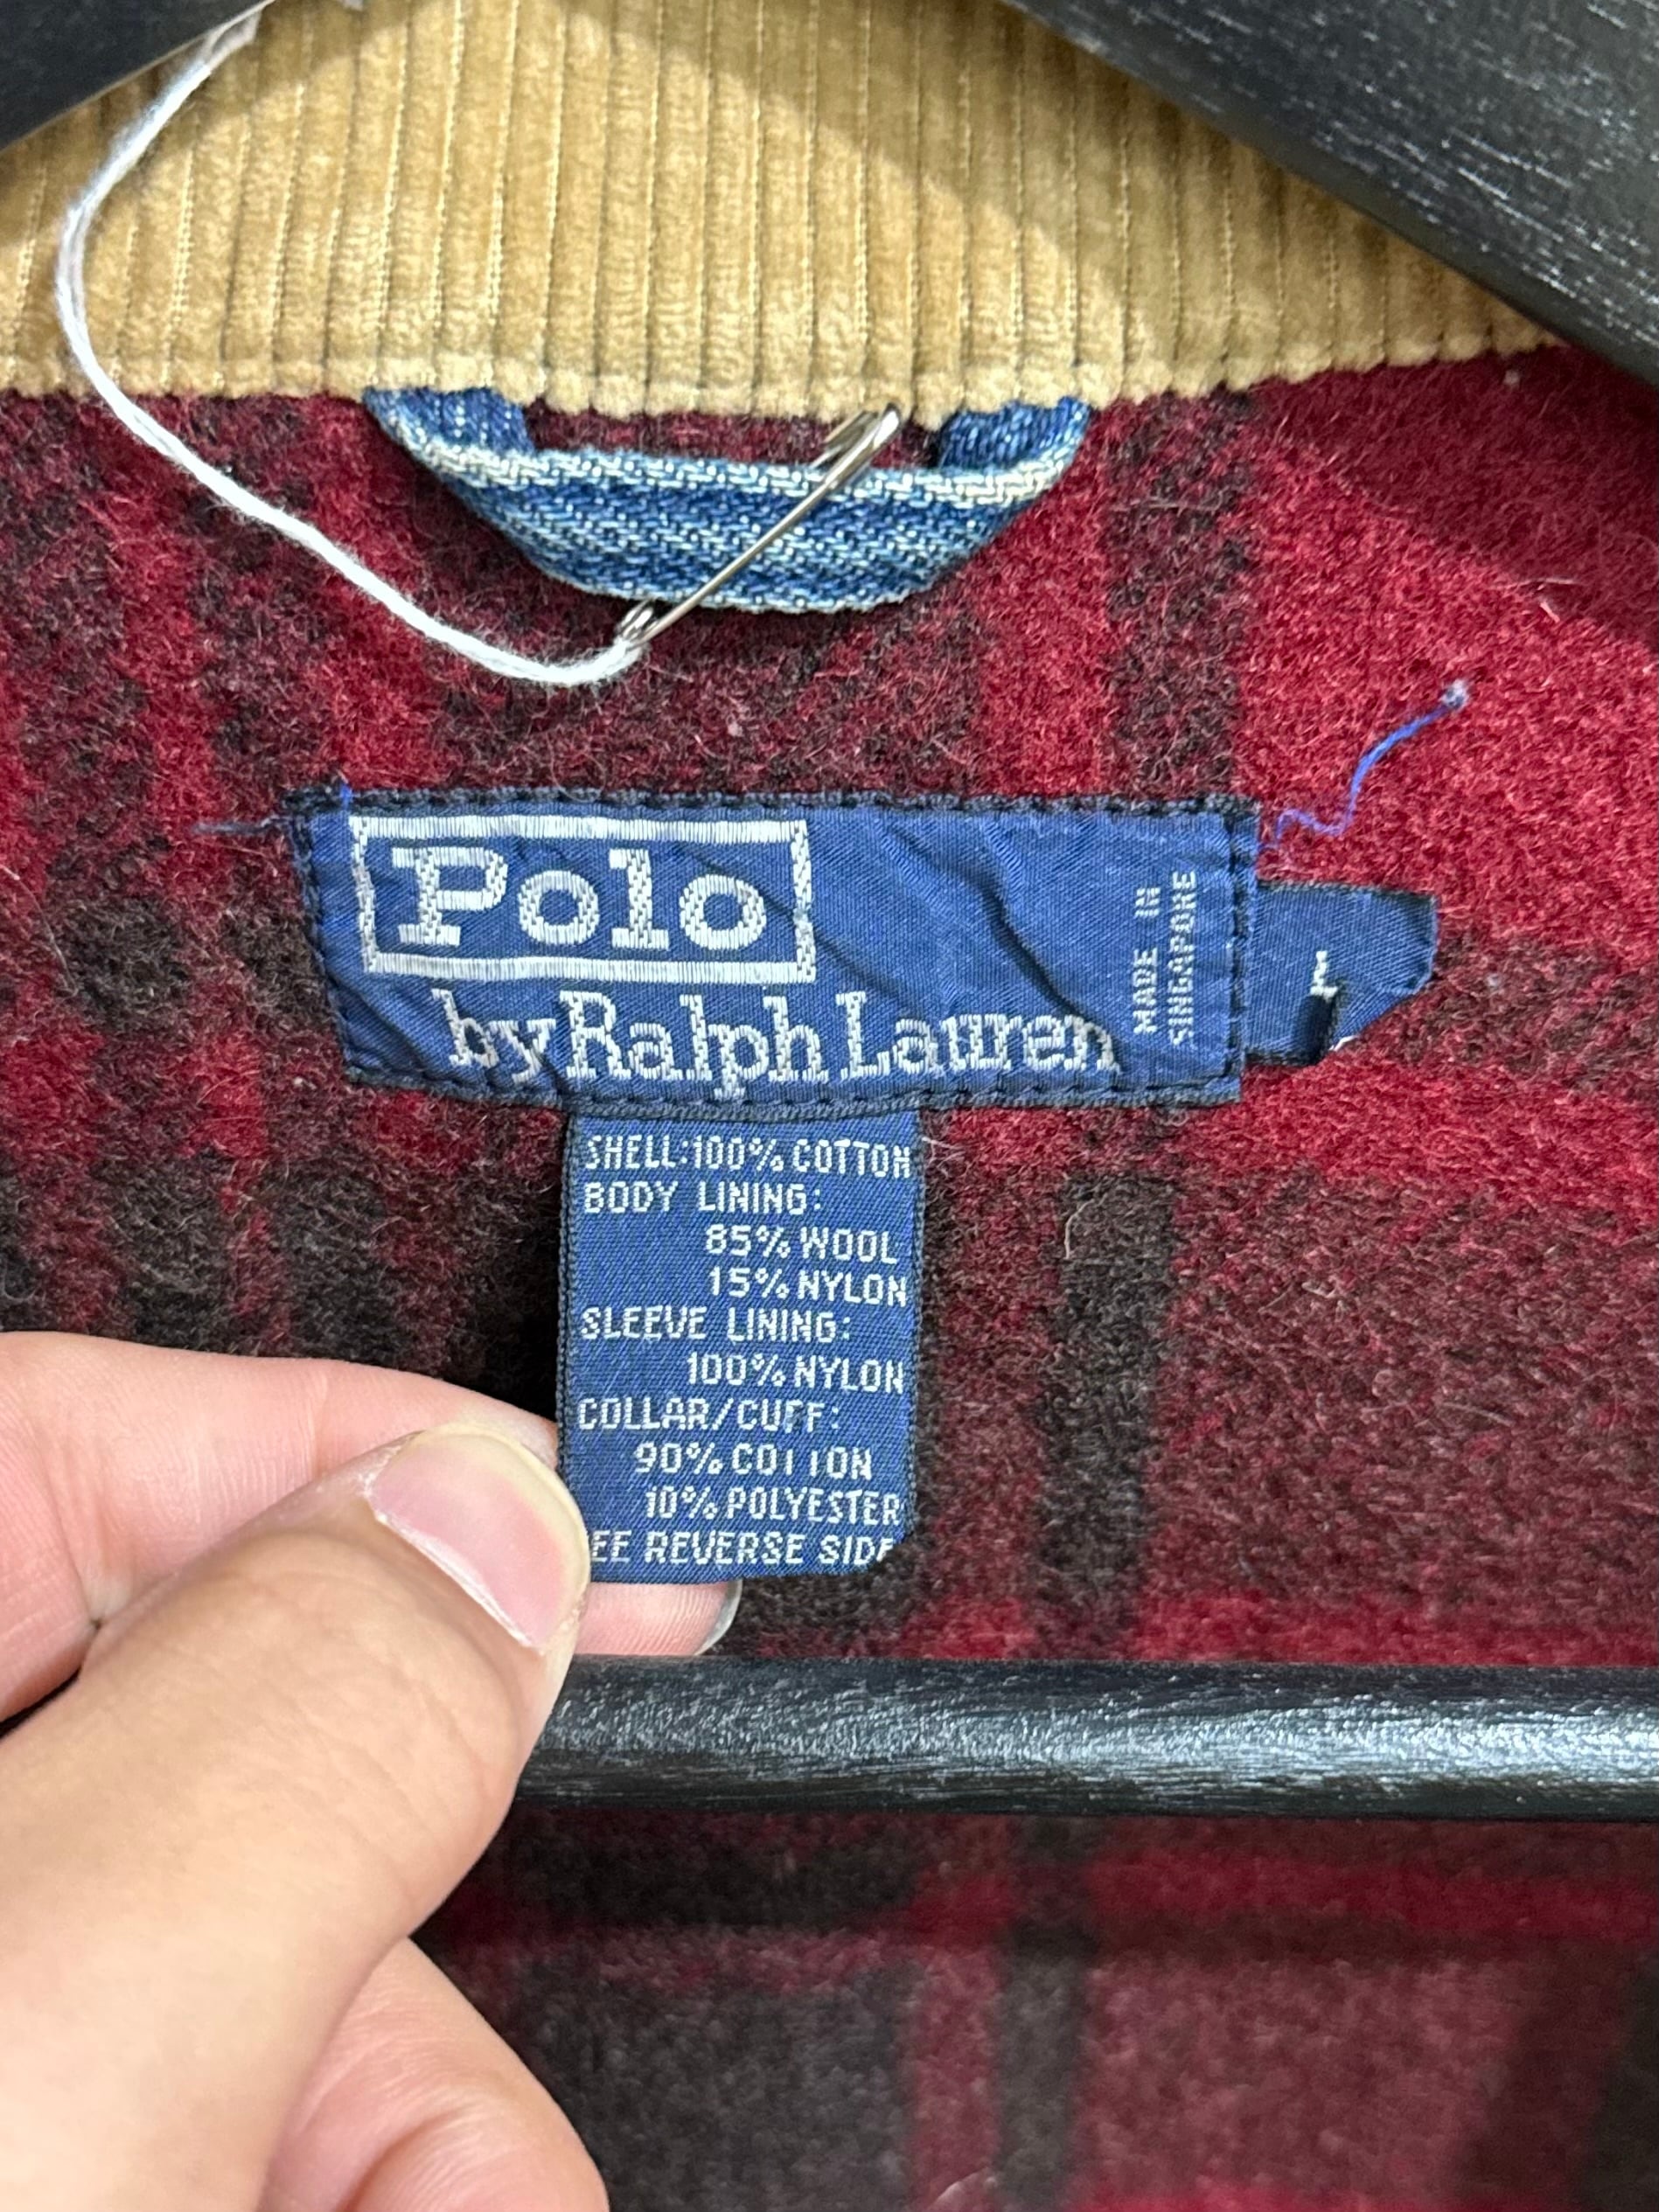 Polo
by Ralph Lauren
MADE IN
SINGAPORE
SHELL:100% COTTON
BODY LINING:
85% WOOL
15% NYLON
SLEEVE LINING:
100% NYLON
COLLAR/CUFF:
90% COTTON
10% POLYESTER
EE REVERSE SIDE